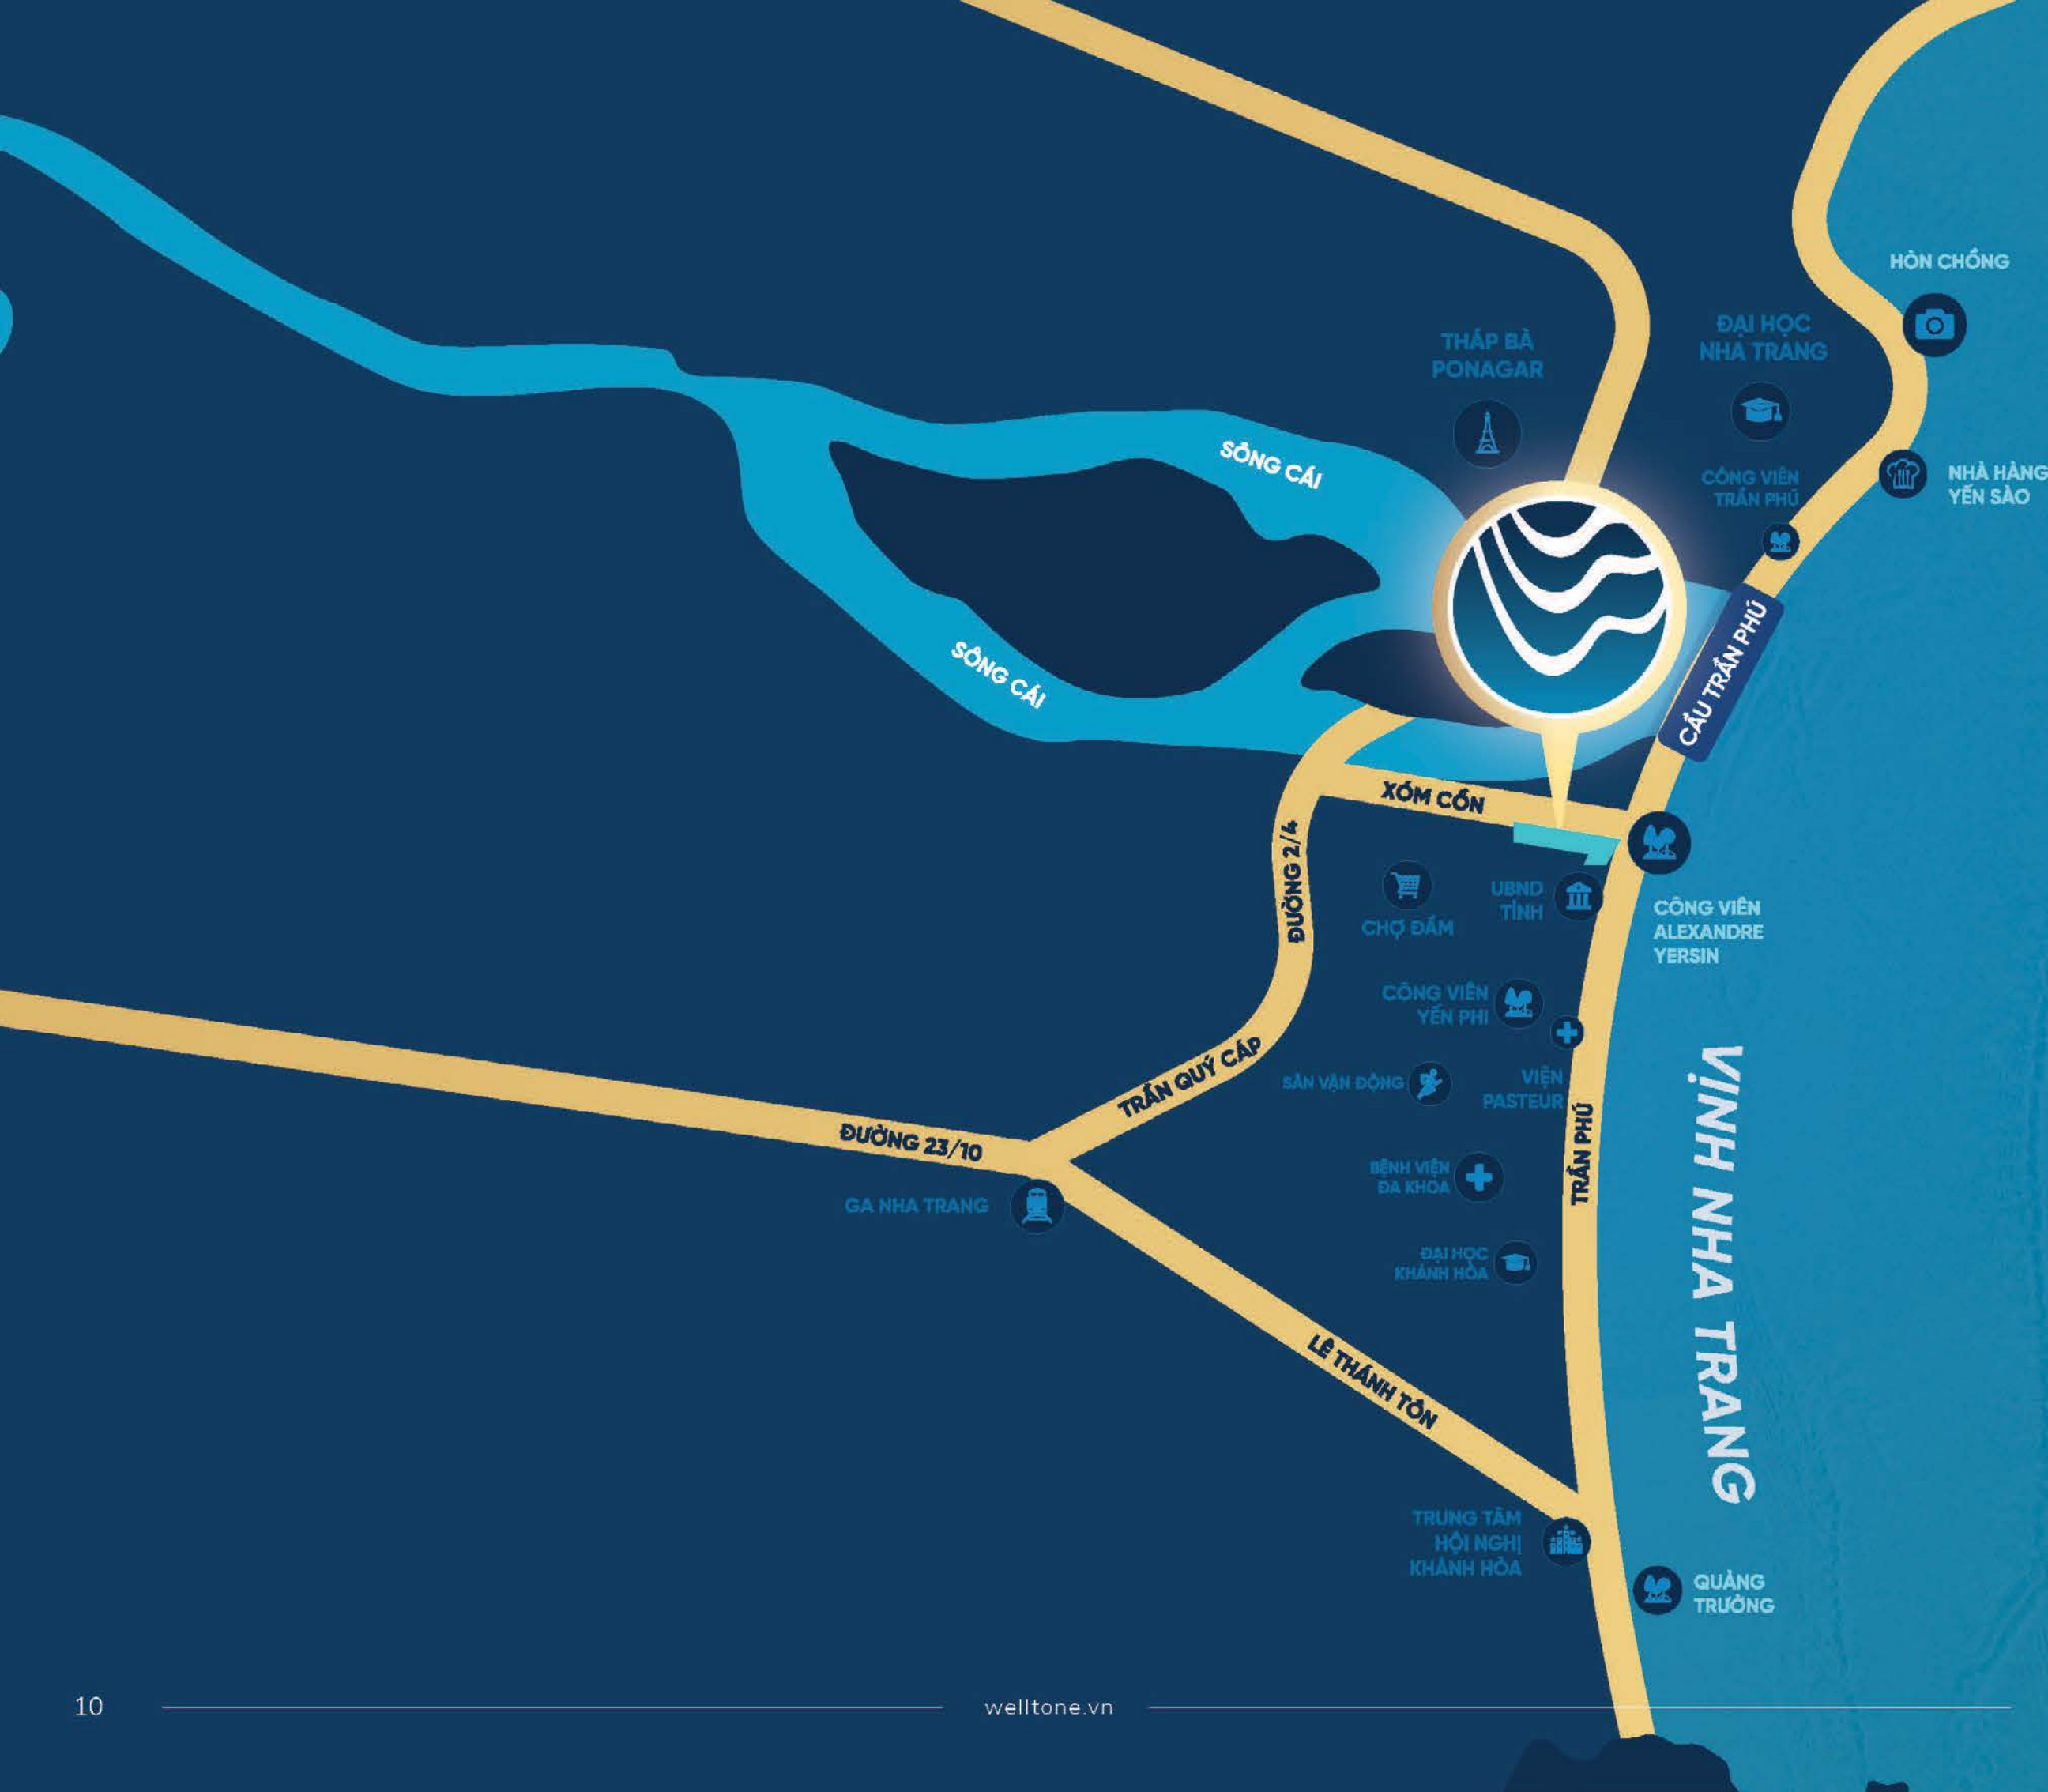 HÒN CHỒNG
ĐẠI HỌC
NHA TRANG
THÁP BÀ
PONAGAR
SÔNG CÁI
CÔNG VIÊN
TRẦN PHÚ
NHÀ HÀNG
YẾN SÀO
SÔNG CÁI
CẦU TRẦN PHÚ
XÓM CỒN
ĐƯỜNG 2/4
UBND
TỈNH
CHỢ ĐẦM
CÔNG VIÊN
ALEXANDRE
YERSIN
CÔNG VIÊN
YẾN PHI
TRẦN QUÝ CÁP
SÂN VẬN ĐỘNG
VIỆN
PASTEUR
VỊNH NHA TRANG
ĐƯỜNG 23/10
TRẦN PHÚ
BỆNH VIỆN
ĐA KHOA
GA NHA TRANG
ĐẠI HỌC
KHÁNH HÒA
LÊ THÁNH TÔN
TRUNG TÂM
HỘI NGHỊ
KHÁNH HÒA
QUẢNG
TRƯỜNG
10
welltone.vn